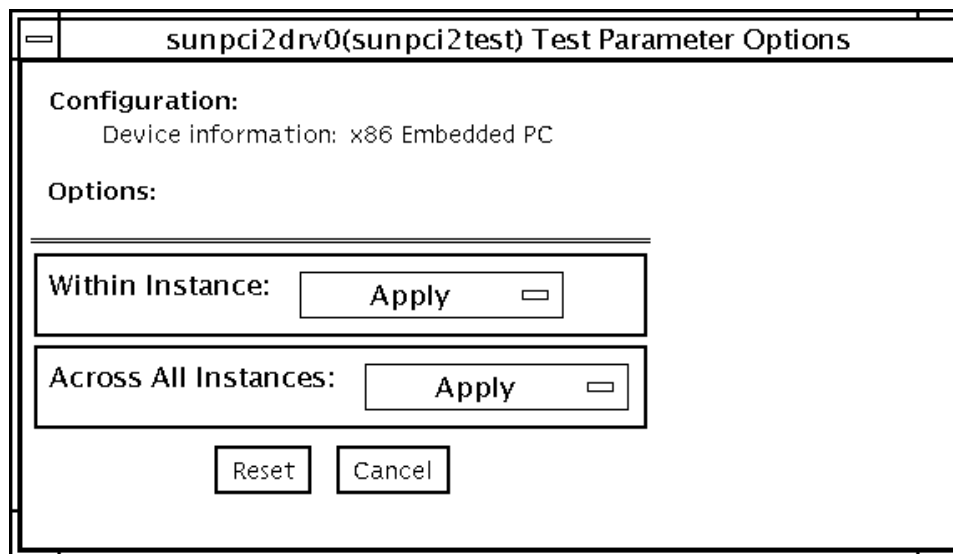 sunpci2drv0(sunpci2test) Test Parameter Options
Configuration:
Device information: x86 Embedded PC
Options:
Within Instance: Apply
Across All Instances: Apply
Reset Cancel